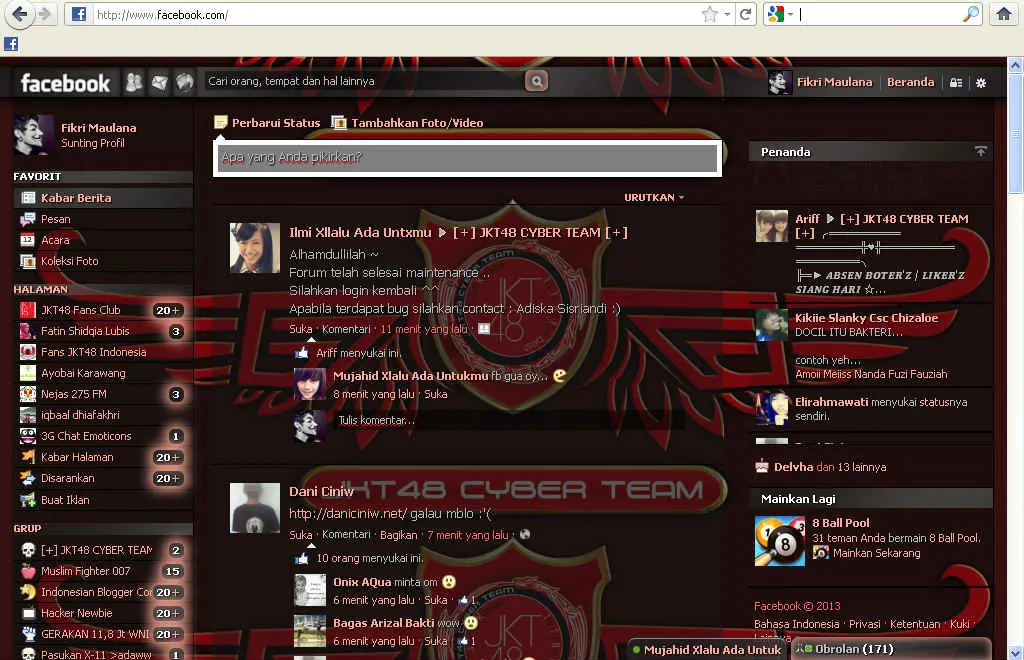 http://www.facebook.com/
facebook
Cari orang, tempat dan hal lainnya
Fikri Maulana
Beranda
Fikri Maulana
Sunting Profil
FAVORIT
Kabar Berita
Pesan
Acara
Koleksi Foto
HALAMAN
JKT48 Fans Club 20+
Fatin Shidqia Lubis 3
Fans JKT48 Indonesia
Ayobai Karawang
Nejas 275 FM 3
iqbaal dhiafakhri
3G Chat Emoticons 1
Kabar Halaman 20+
Disarankan 20+
Buat Iklan
GRUP
[+] JKT48 CYBER TEAM 2
Muslim Fighter 007 15
Indonesian Blogger Co 20+
Hacker Newbie 20+
GERAKAN 11,8 Jt WNI 20+
Pasukan X-11 >adaww 1
Perbarui Status
Tambahkan Foto/Video
Apa yang Anda pikirkan?
URUTKAN
Ilmi Xllalu Ada Untxmu ▶ [+] JKT48 CYBER TEAM [+]
Alhamdulllilah ~
Forum telah selesai maintenance ..
Silahkan login kembali ^^
Apabila terdapat bug silahkan contact : Adiska Sisriandi :)
Suka · Komentari · 11 menit yang lalu ·
Ariff menyukai ini.
Mujahid Xlalu Ada Untukmu fb gua oy...
8 menit yang lalu · Suka
Tulis komentar...
JKT48 CYBER TEAM
Dani Ciniw
http://daniciniw.net/ galau mblo :'(
Suka · Komentari · Bagikan · 7 menit yang lalu ·
10 orang menyukai ini.
Onix AQua minta om
6 menit yang lalu · Suka · 1
Bagas Arizal Bakti wow
6 menit yang lalu · Suka · 1
Penanda
Ariff ▶ [+] JKT48 CYBER TEAM
[+]
ABSEN BOTER'Z | LIKER'Z
SIANG HARI ☆...
Kikiie Slanky Csc Chizaloe
DOCIL ITU BAKTERI...
contoh yeh...
Amoii Meiiss Nanda Fuzi Fauziah
Elirahmawati menyukai statusnya
sendiri.
Delvha dan 13 lainnya
Mainkan Lagi
8 Ball Pool
31 teman Anda bermain 8 Ball Pool.
Mainkan Sekarang
Facebook © 2013
Bahasa Indonesia · Privasi · Ketentuan · Kuki ·
Lainnya
Mujahid Xlalu Ada Untuk
Obrolan (171)